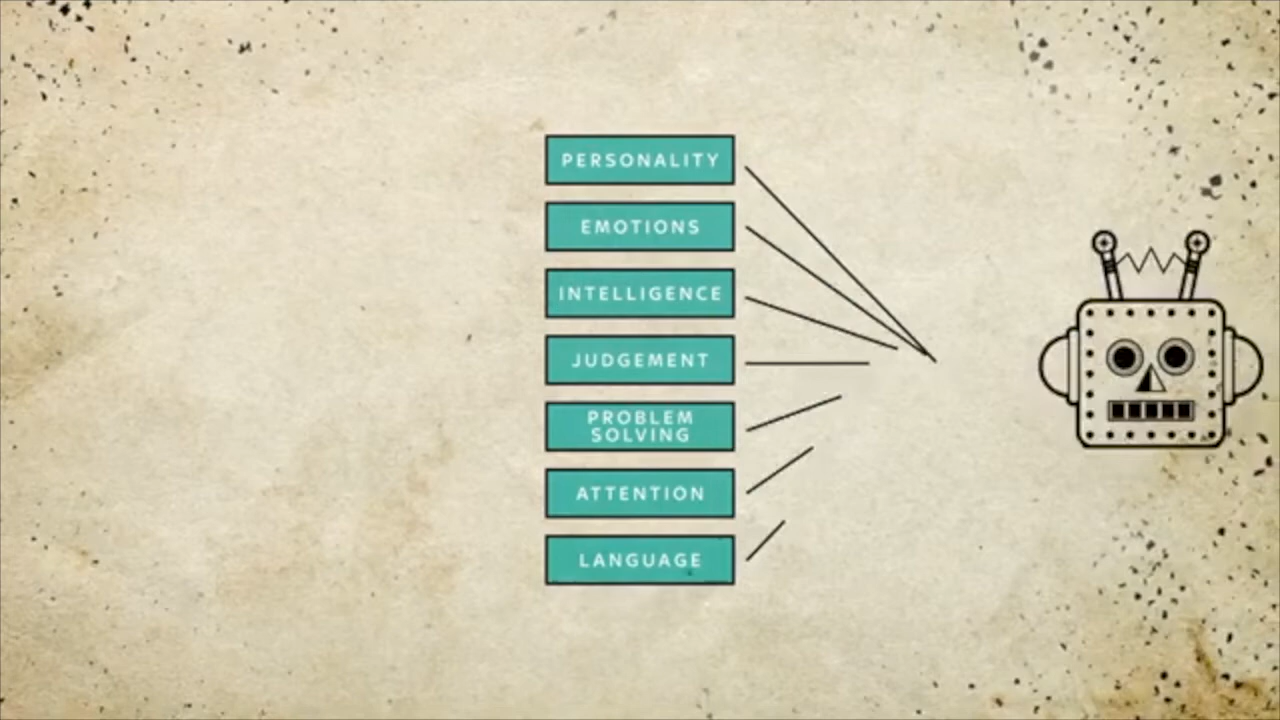 PERSONALITY
EMOTIONS
INTELLIGENCE
JUDGEMENT
PROBLEM
SOLVING
ATTENTION
LANGUAGE